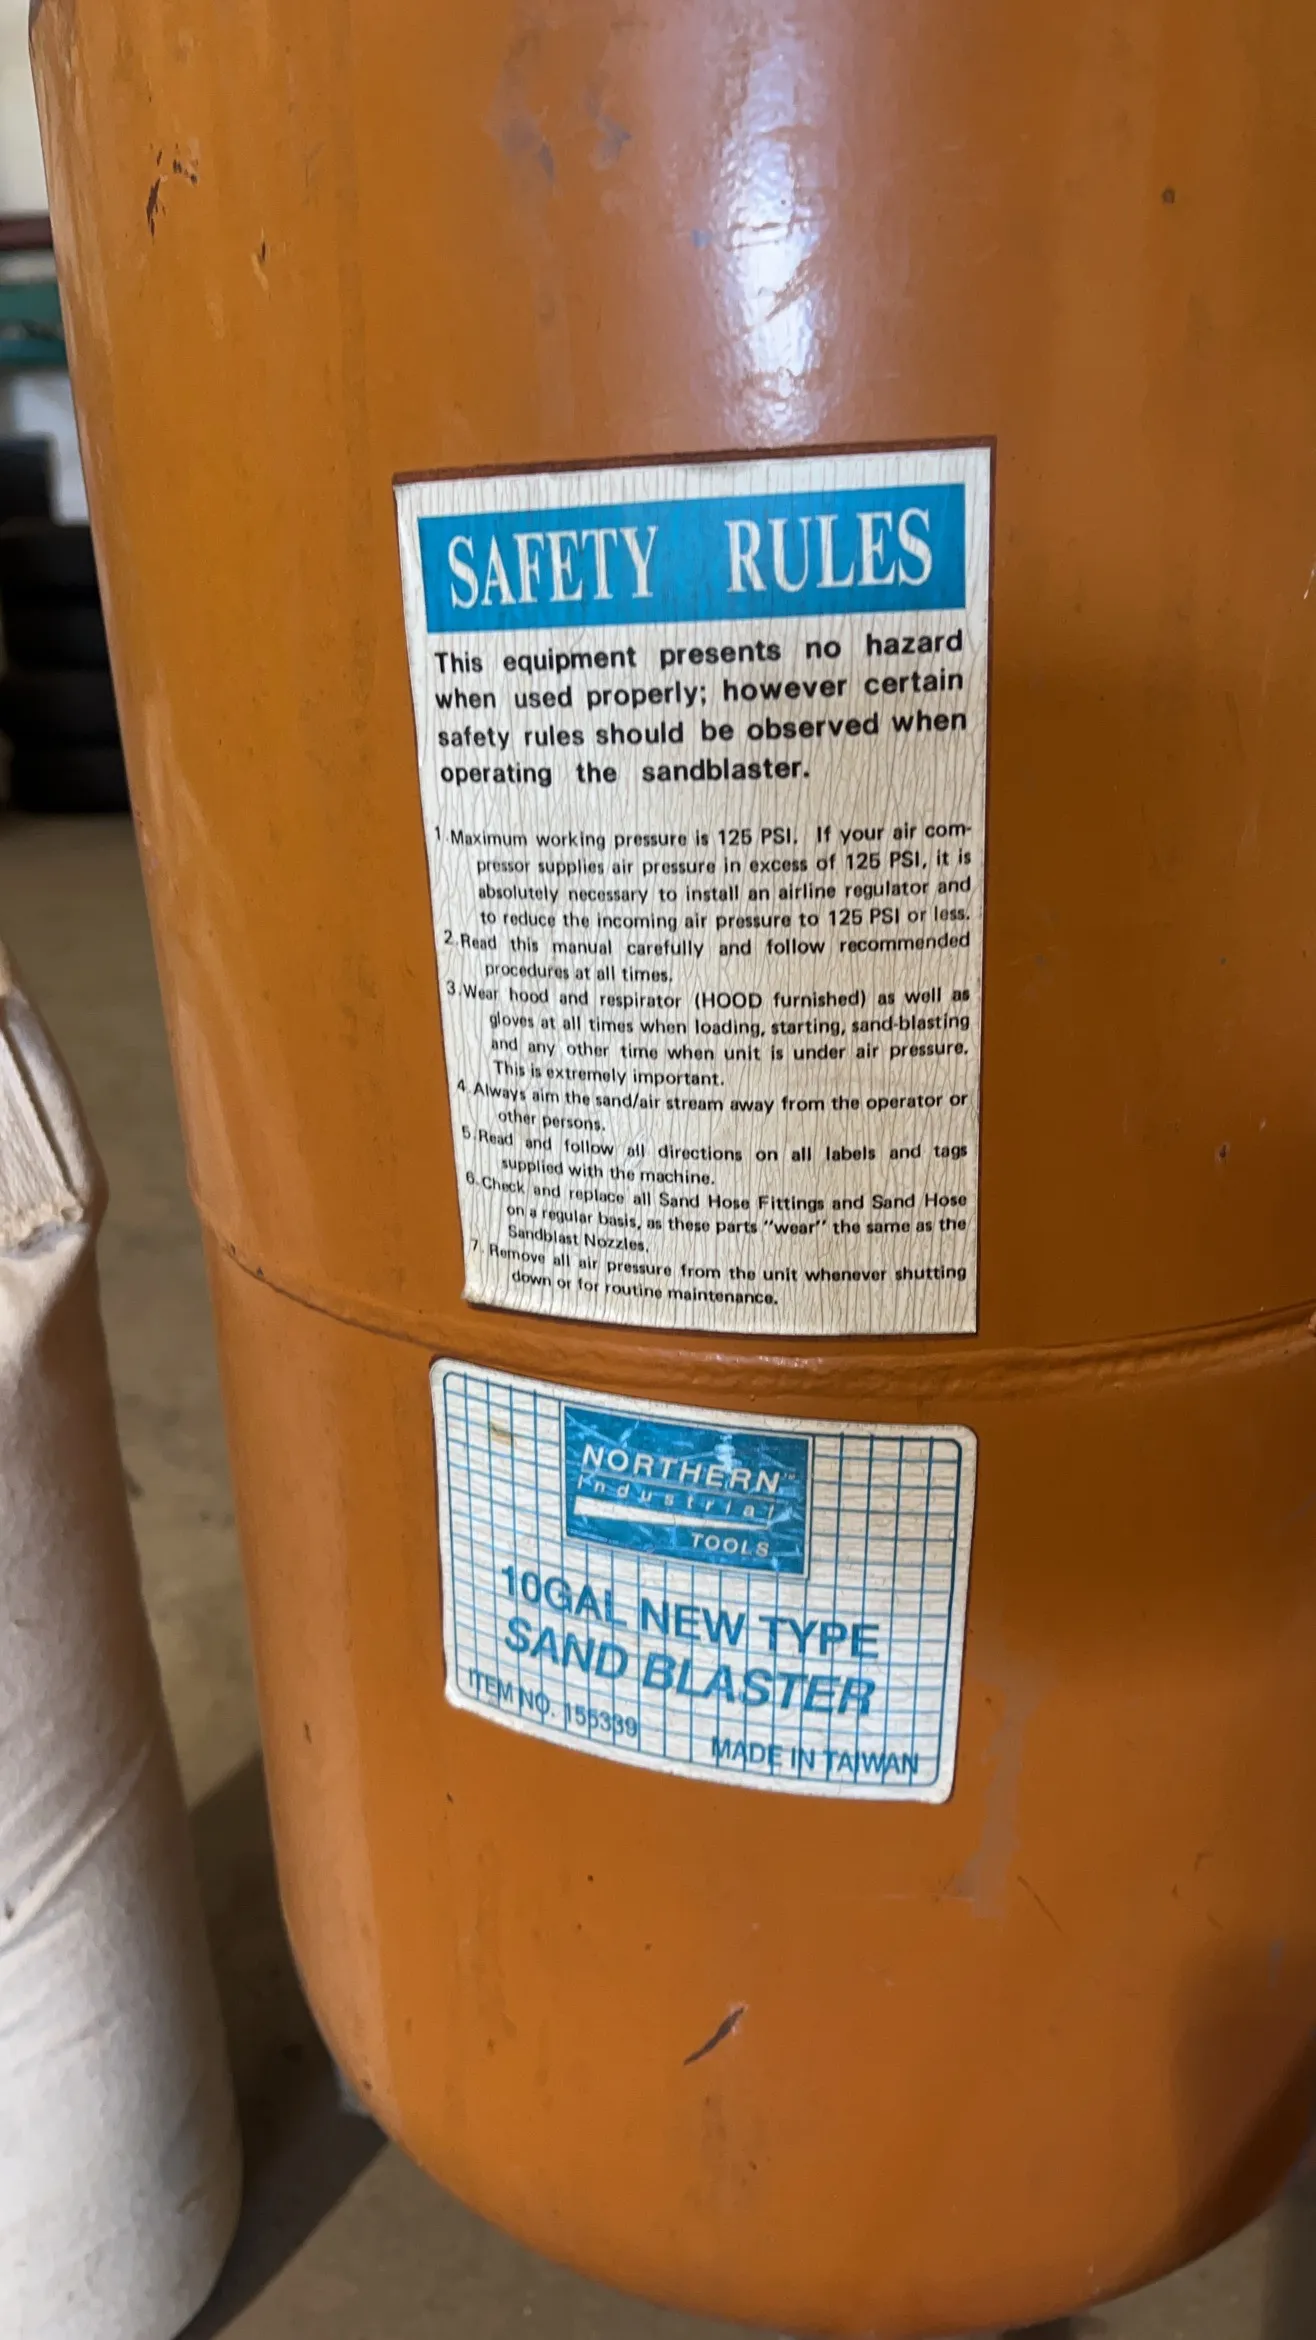 SAFETY RULES
This equipment presents no hazard
when used properly; however certain
safety rules should be observed when
operating the sandblaster.
1. Maximum working pressure is 125 PSI. If your air com-
pressor supplies air pressure in excess of 125 PSI, it is
absolutely necessary to install an airline regulator and
to reduce the incoming air pressure to 125 PSI or less.
2. Read this manual carefully and follow recommended
procedures at all times.
3. Wear hood and respirator (HOOD furnished) as well as
gloves at all times when loading, starting, sand-blasting
and any other time when unit is under air pressure.
This is extremely important.
4. Always aim the sand/air stream away from the operator or
other persons.
5. Read and follow all directions on all labels and tags
supplied with the machine.
6. Check and replace all Sand Hose Fittings and Sand Hose
on a regular basis, as these parts "wear" the same as the
Sandblast Nozzles.
7. Remove all air pressure from the unit whenever shutting
down or for routine maintenance.
NORTHERN™
industrial
TOOLS
10GAL NEW TYPE
SAND BLASTER
ITEM NO. 155339
MADE IN TAIWAN